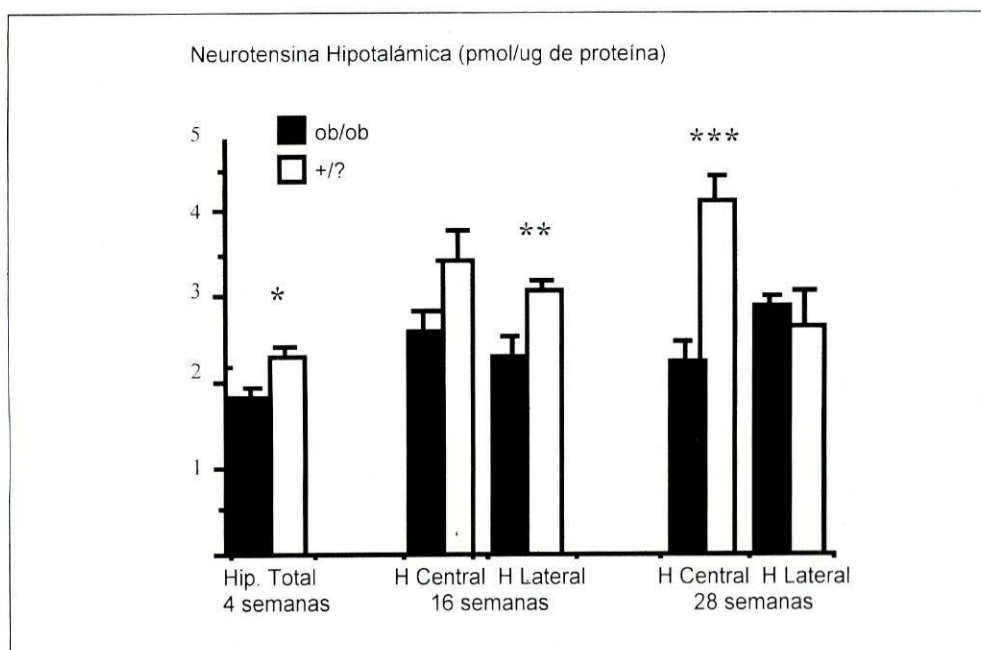 Neurotensina Hipotalámica (pmol/ug de proteína)
ob/ob
+/?
5
4
3
2
1
*
**
***
Hip. Total
4 semanas
H Central H Lateral
16 semanas
H Central H Lateral
28 semanas